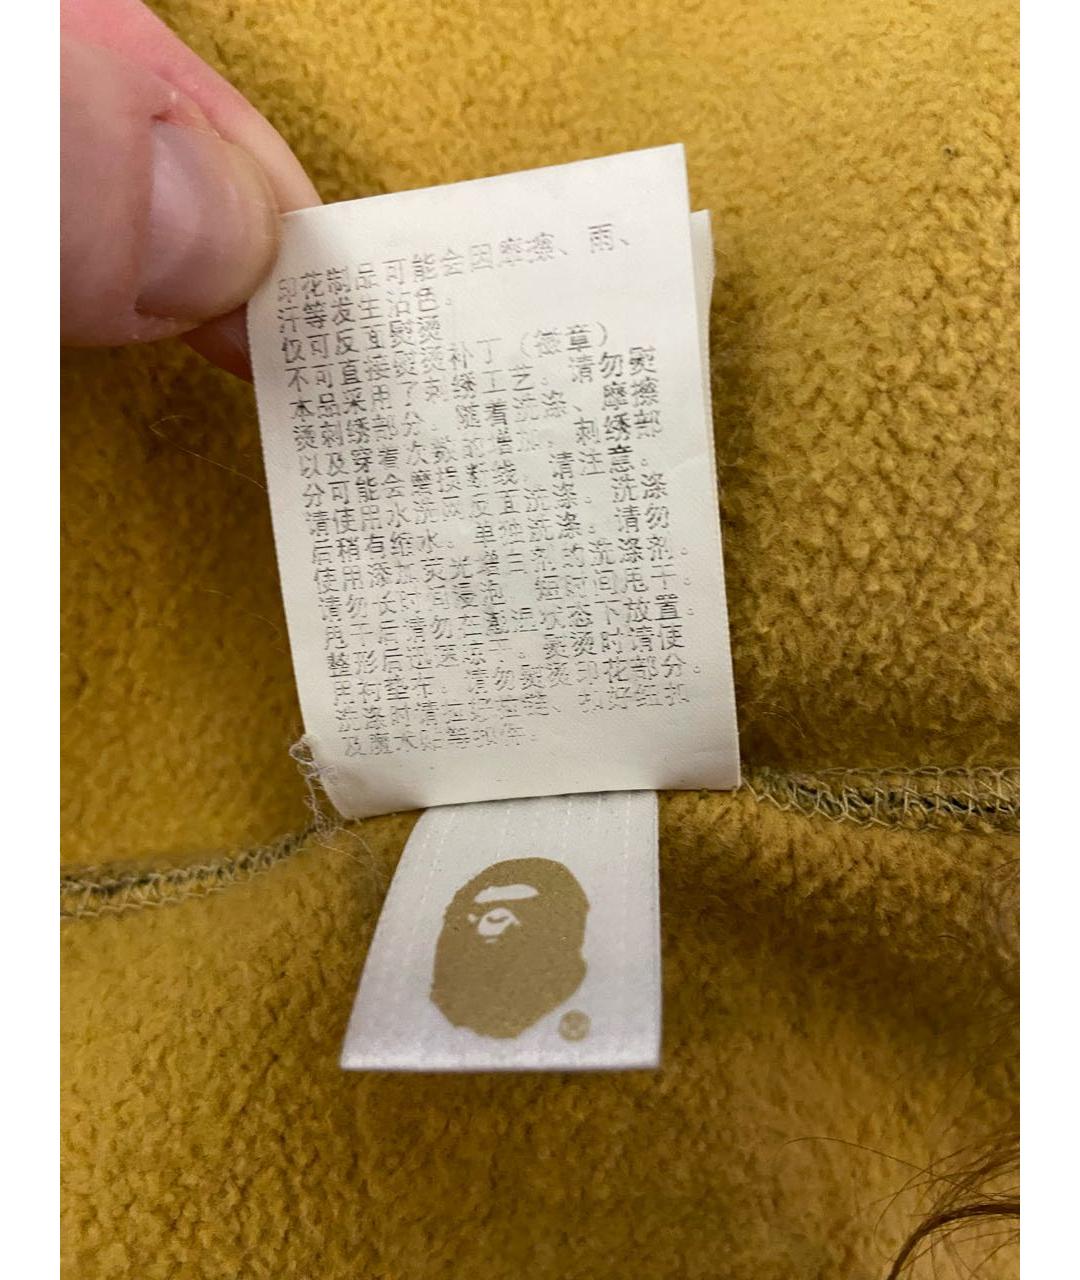 印花制品可能会因摩擦、雨、
汗等发生沾色。
仅可反面熨烫
不可直接熨烫补丁（徽章）
本品采用了刺绣工艺。请勿熨
烫刺绣部分。随着洗涤、摩擦
以及穿着次数的增加，刺绣部
分可能会磨损断线，请注意。
请使用水洗网反面洗涤。洗涤
后稍有缩水。单独洗涤。请勿
使用添加荧光增白剂的洗涤剂。
请勿长时间浸泡，短时间甩干。
甩干后请勿在潮湿状态下放置。
整形后迅速晾干。熨烫时请使
用衬垫布。请勿熨烫印花部分。
洗涤时请拉好拉链、扣好纽扣
及魔术贴等扣件。